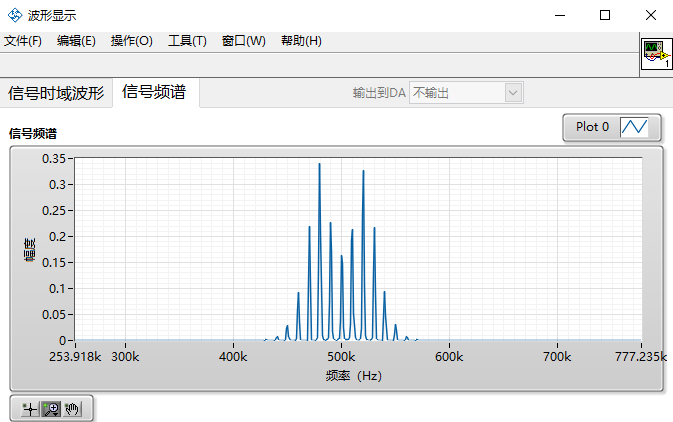 波形显示
文件(F) 编辑(E) 操作(O) 工具(T) 窗口(W) 帮助(H)
1
信号时域波形 信号频谱 输出到DA 不输出
信号频谱 Plot 0
0.35
0.3
0.25
0.2
0.15
0.1
0.05
0
幅度
253.918k 300k 400k 500k 600k 700k 777.235k
频率 (Hz)